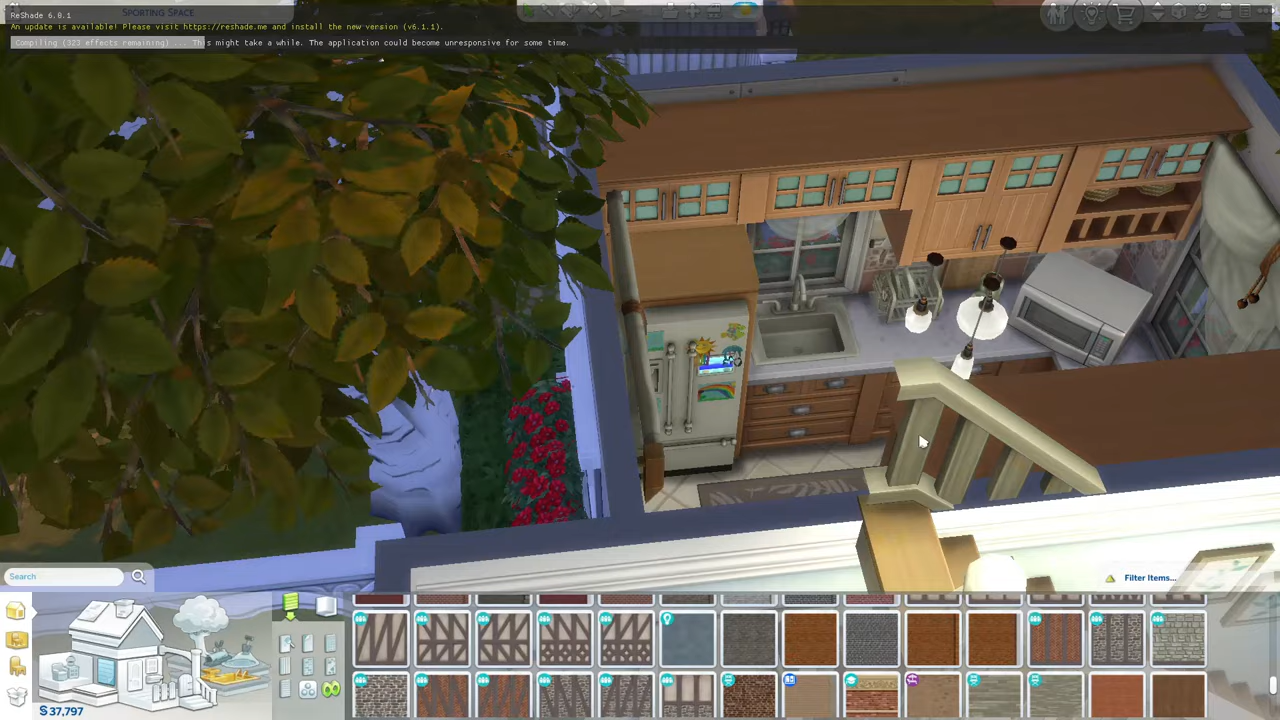 ReShade 6.0.1
SPORTING SPACE
An update is available! Please visit https://reshade.me and install the new version (v6.1.1).
Compiling (323 effects remaining) ... This might take a while. The application could become unresponsive for some time.
Search
Filter Items...
$37,797